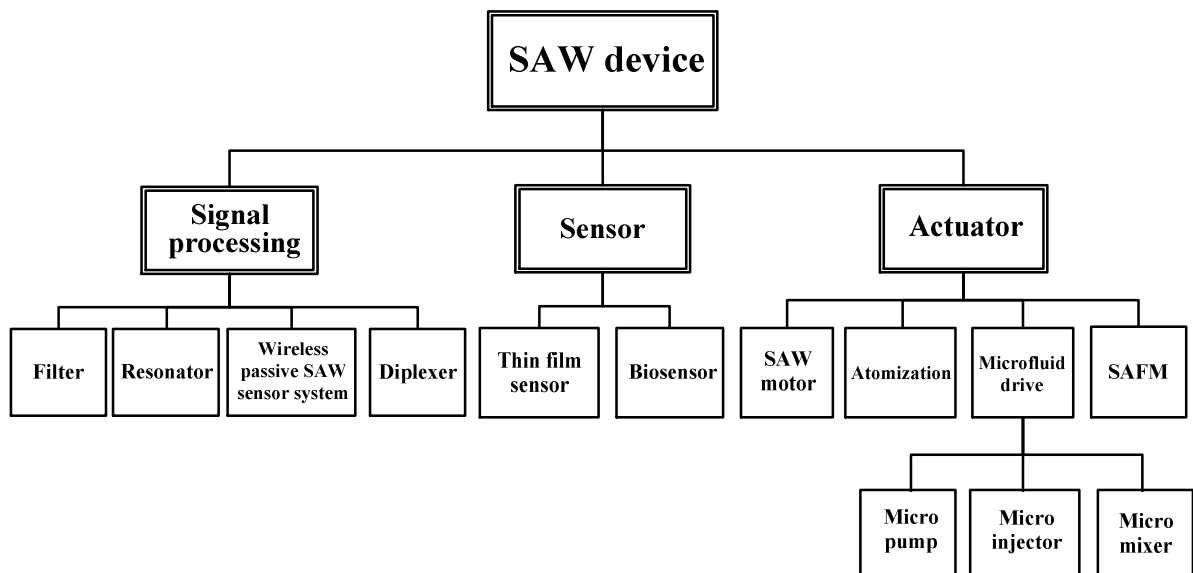 SAW device
Signal
processing
Sensor
Actuator
Filter
Resonator
Wireless
passive SAW
sensor system
Diplexer
Thin film
sensor
Biosensor
SAW
motor
Atomization
Microfluid
drive
SAFM
Micro
pump
Micro
injector
Micro
mixer